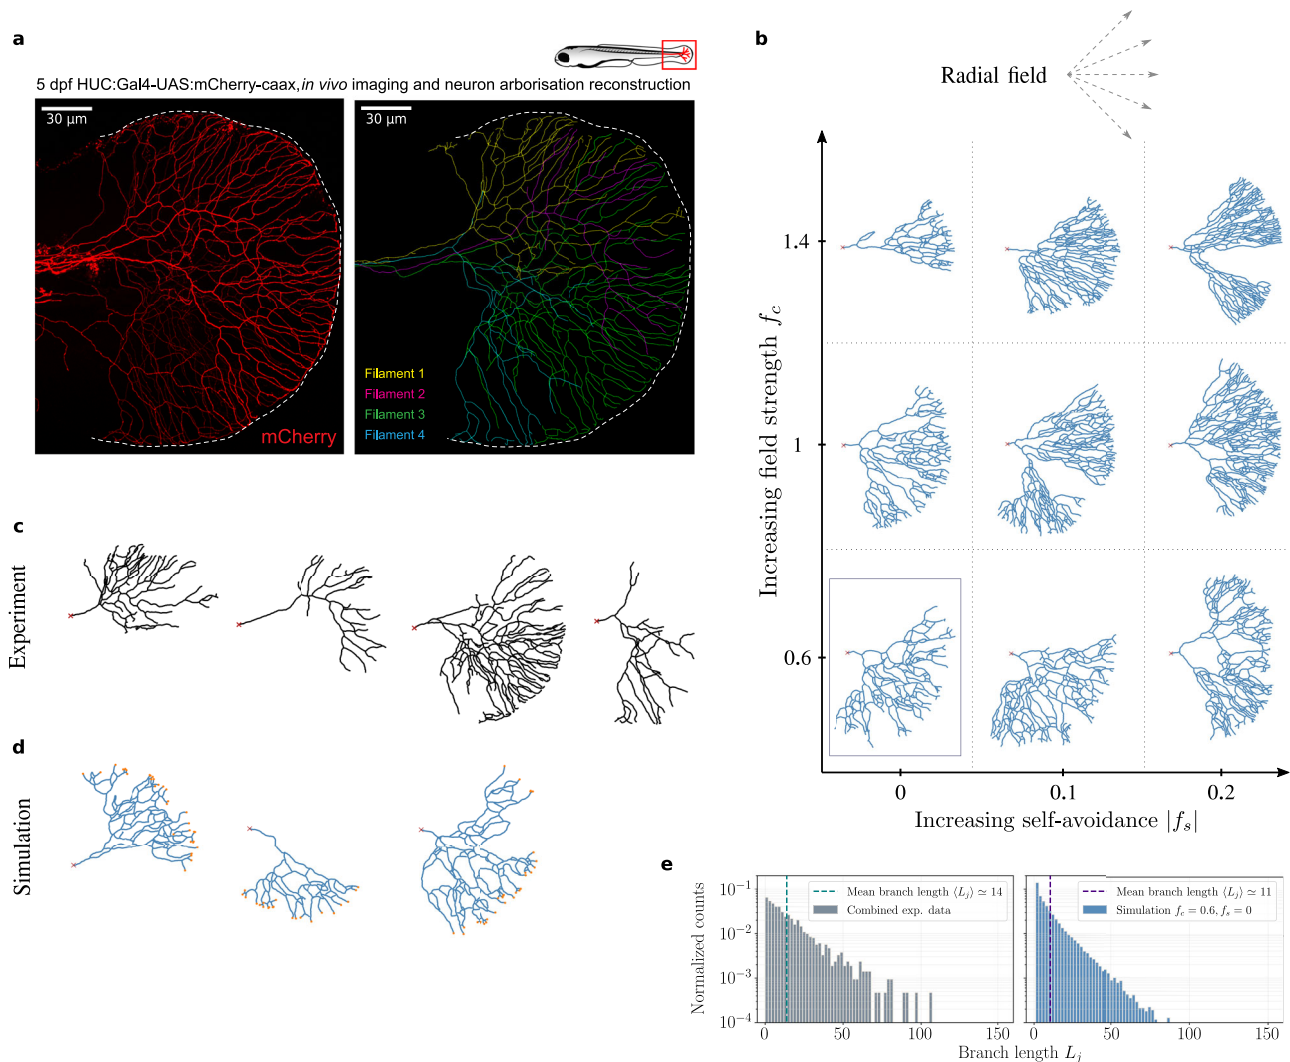 a
5 dpf HUC:Gal4-UAS:mCherry-caax, in vivo imaging and neuron arborisation reconstruction
30 µm
mCherry
30 µm
Filament 1
Filament 2
Filament 3
Filament 4
b
Radial field
Increasing field strength f_c
1.4
1
0.6
0
0.1
0.2
Increasing self-avoidance |f_s|
c
Experiment
d
Simulation
e
Normalized counts
10^{-1}
10^{-2}
10^{-3}
10^{-4}
Mean branch length ⟨L_j⟩ ≃ 14
Combined exp. data
0
50
100
150
Mean branch length ⟨L_j⟩ ≃ 11
Simulation f_c = 0.6, f_s = 0
0
50
100
150
Branch length L_j